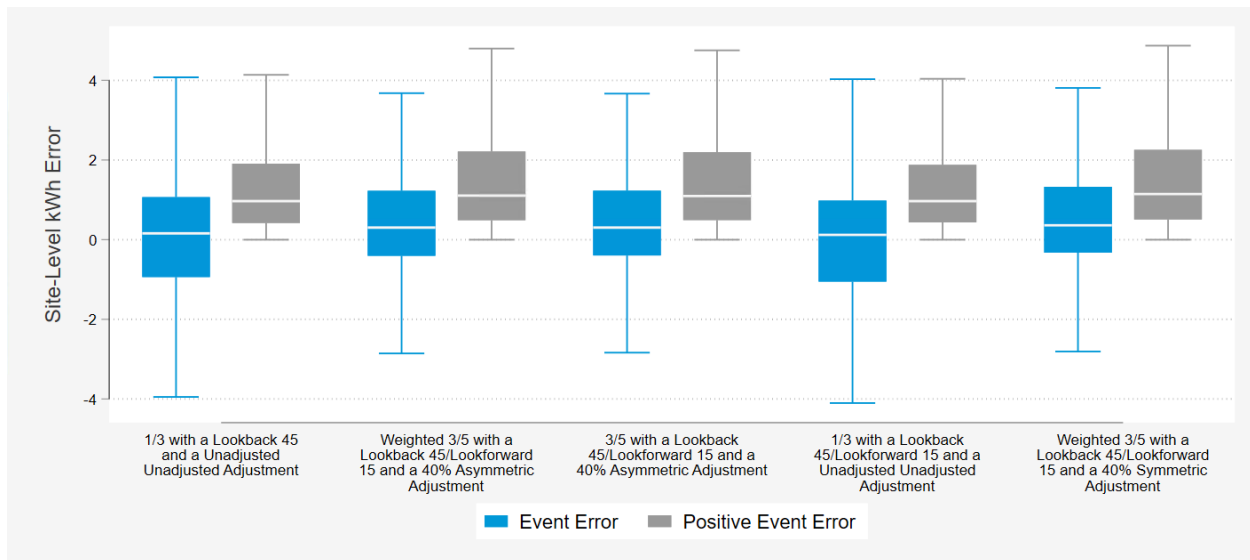 Site-Level kWh Error
4
2
0
-2
-4
1/3 with a Lookback 45
and a Unadjusted
Unadjusted Adjustment
Weighted 3/5 with a
Lookback 45/Lookforward
15 and a 40% Asymmetric
Adjustment
3/5 with a Lookback
45/Lookforward 15 and a
40% Asymmetric Adjustment
1/3 with a Lookback
45/Lookforward 15 and a
Unadjusted Unadjusted
Adjustment
Weighted 3/5 with a
Lookback 45/Lookforward
15 and a 40% Symmetric
Adjustment
Event Error
Positive Event Error